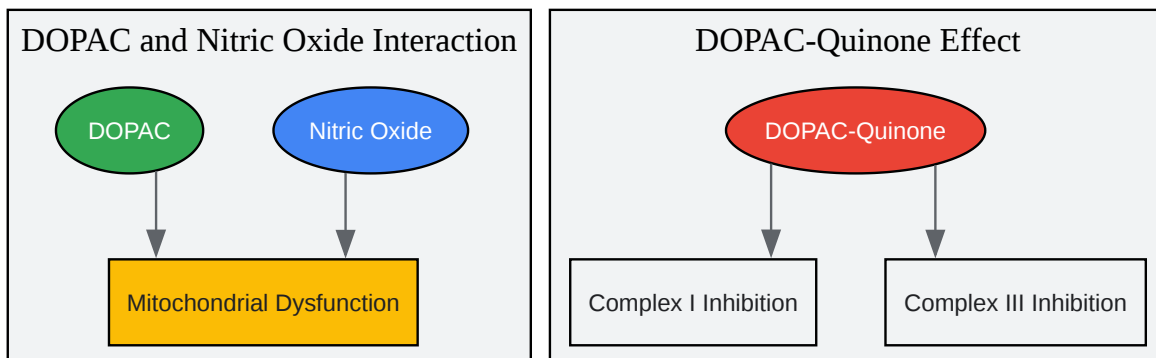 DOPAC and Nitric Oxide Interaction
DOPAC
Nitric Oxide
Mitochondrial Dysfunction
DOPAC-Quinone Effect
DOPAC-Quinone
Complex I Inhibition
Complex III Inhibition